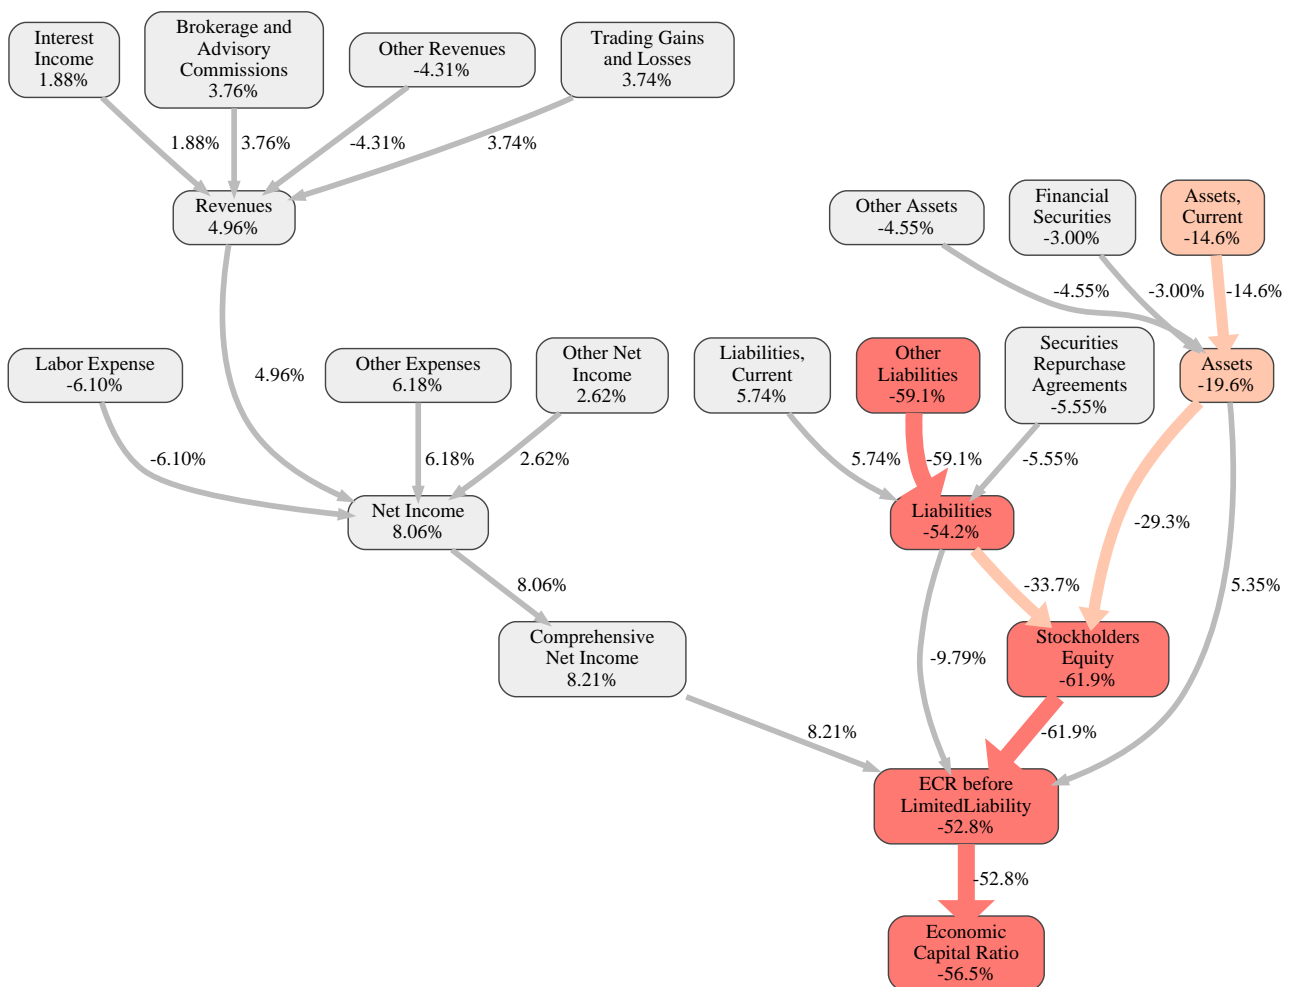 Interest
Income
1.88%
Brokerage and
Advisory
Commissions
3.76%
Other Revenues
-4.31%
Trading Gains
and Losses
3.74%
1.88%
3.76%
-4.31%
3.74%
Revenues
4.96%
Other Assets
-4.55%
Financial
Securities
-3.00%
Assets,
Current
-14.6%
-4.55%
-3.00%
-14.6%
Labor Expense
-6.10%
4.96%
Other Expenses
6.18%
Other Net
Income
2.62%
Liabilities,
Current
5.74%
Other
Liabilities
-59.1%
Securities
Repurchase
Agreements
-5.55%
Assets
-19.6%
-6.10%
6.18%
2.62%
5.74%
-59.1%
-5.55%
Net Income
8.06%
Liabilities
-54.2%
-29.3%
8.06%
-33.7%
5.35%
Comprehensive
Net Income
8.21%
-9.79%
Stockholders
Equity
-61.9%
8.21%
-61.9%
ECR before
LimitedLiability
-52.8%
-52.8%
Economic
Capital Ratio
-56.5%